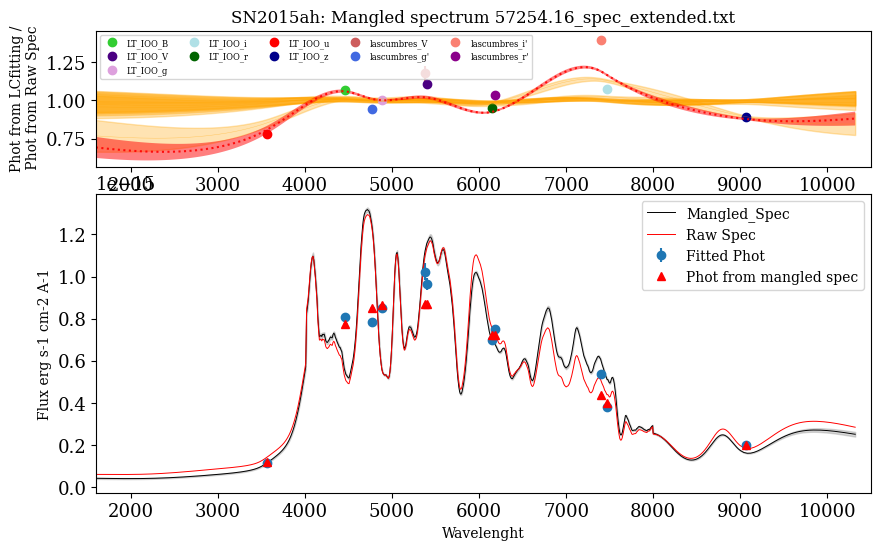 SN2015ah: Mangled spectrum 57254.16_spec_extended.txt
Phot from LCfitting /
Phot from Raw Spec
LT_IOO_B
LT_IOO_V
LT_IOO_g
LT_IOO_i
LT_IOO_r
LT_IOO_u
LT_IOO_z
lascumbres_V
lascumbres_g'
lascumbres_i'
lascumbres_r'
1.25
1.00
0.75
2000 3000 4000 5000 6000 7000 8000 9000 10000
1e−15
Flux erg s-1 cm-2 A-1
Mangled_Spec
Raw Spec
Fitted Phot
Phot from mangled spec
1.2
1.0
0.8
0.6
0.4
0.2
0.0
2000 3000 4000 5000 6000 7000 8000 9000 10000
Wavelenght